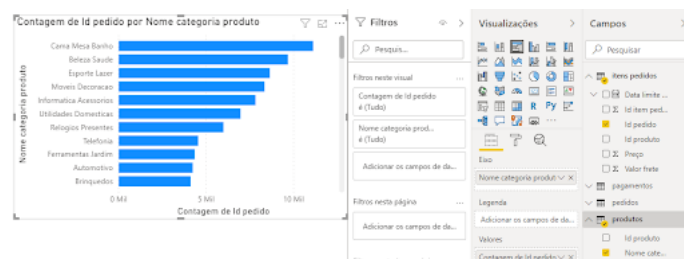 Contagem de Id pedido por Nome categoria produto
Nome categoria produto
Cama Mesa Banho
Beleza Saude
Esporte Lazer
Moveis Decoracao
Informatica Acessorios
Utilidades Domesticas
Relogios Presentes
Telefonia
Ferramentas Jardim
Automotivo
Brinquedos
0 Mil
5 Mil
10 Mil
Contagem de Id pedido
Filtros
Pesquis...
Filtros neste visual
...
Contagem de Id pedido
é (Tudo)
Nome categoria prod...
é (Tudo)
Adicionar os campos de da...
Filtros nesta página
...
Adicionar os campos de da...
Visualizações
R
Py
...
Eixo
Nome categoria produt
Legenda
Adicionar os campos de da...
Valores
Contagem de Id pedido
Campos
Pesquisar
itens pedidos
Data limite ...
Σ Id item ped...
Id pedido
Id produto
Σ Preço
Σ Valor frete
pagamentos
pedidos
produtos
Id produto
Nome cate...